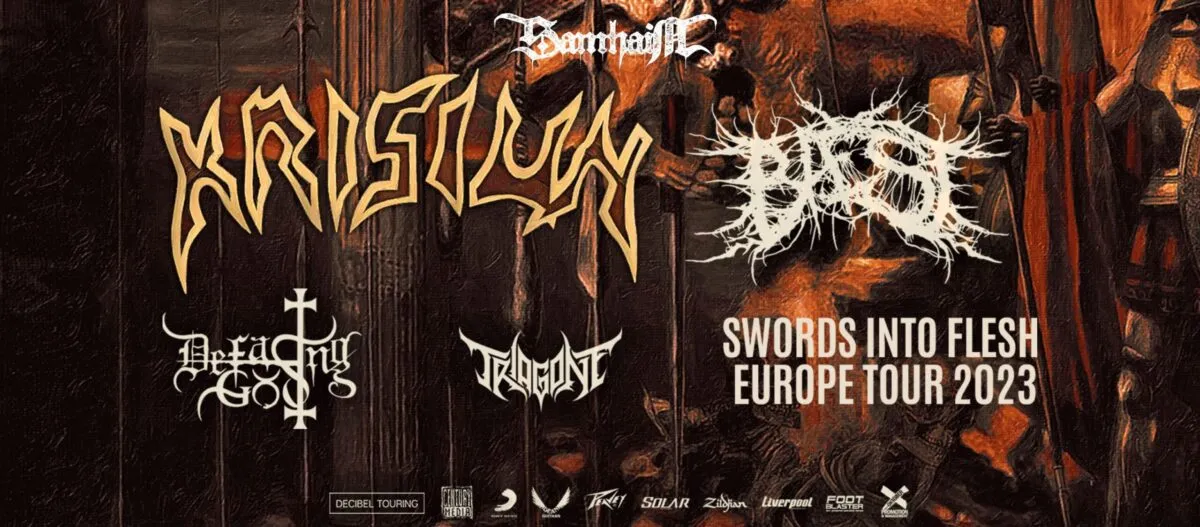 Samhain
KRISIUN
BAEST
Defacing
God
TRIAGONE
SWORDS INTO FLESH
EUROPE TOUR 2023
DECIBEL TOURING
CENTURY
MEDIA
PEAVEY
SOLAR
Zildjian
Liverpool
FOOT
BLASTER